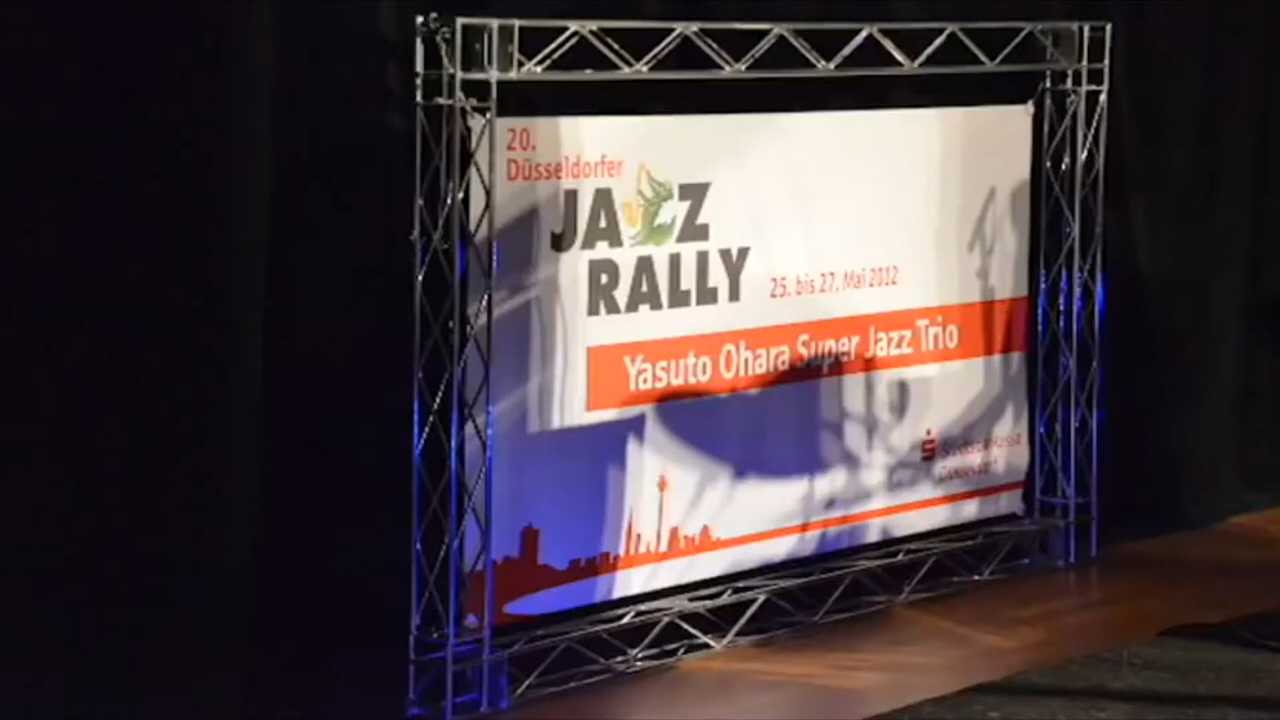 20.
Düsseldorfer
JAZZ
RALLY
25. bis 27. Mai 2012
Yasuto Ohara Super Jazz Trio